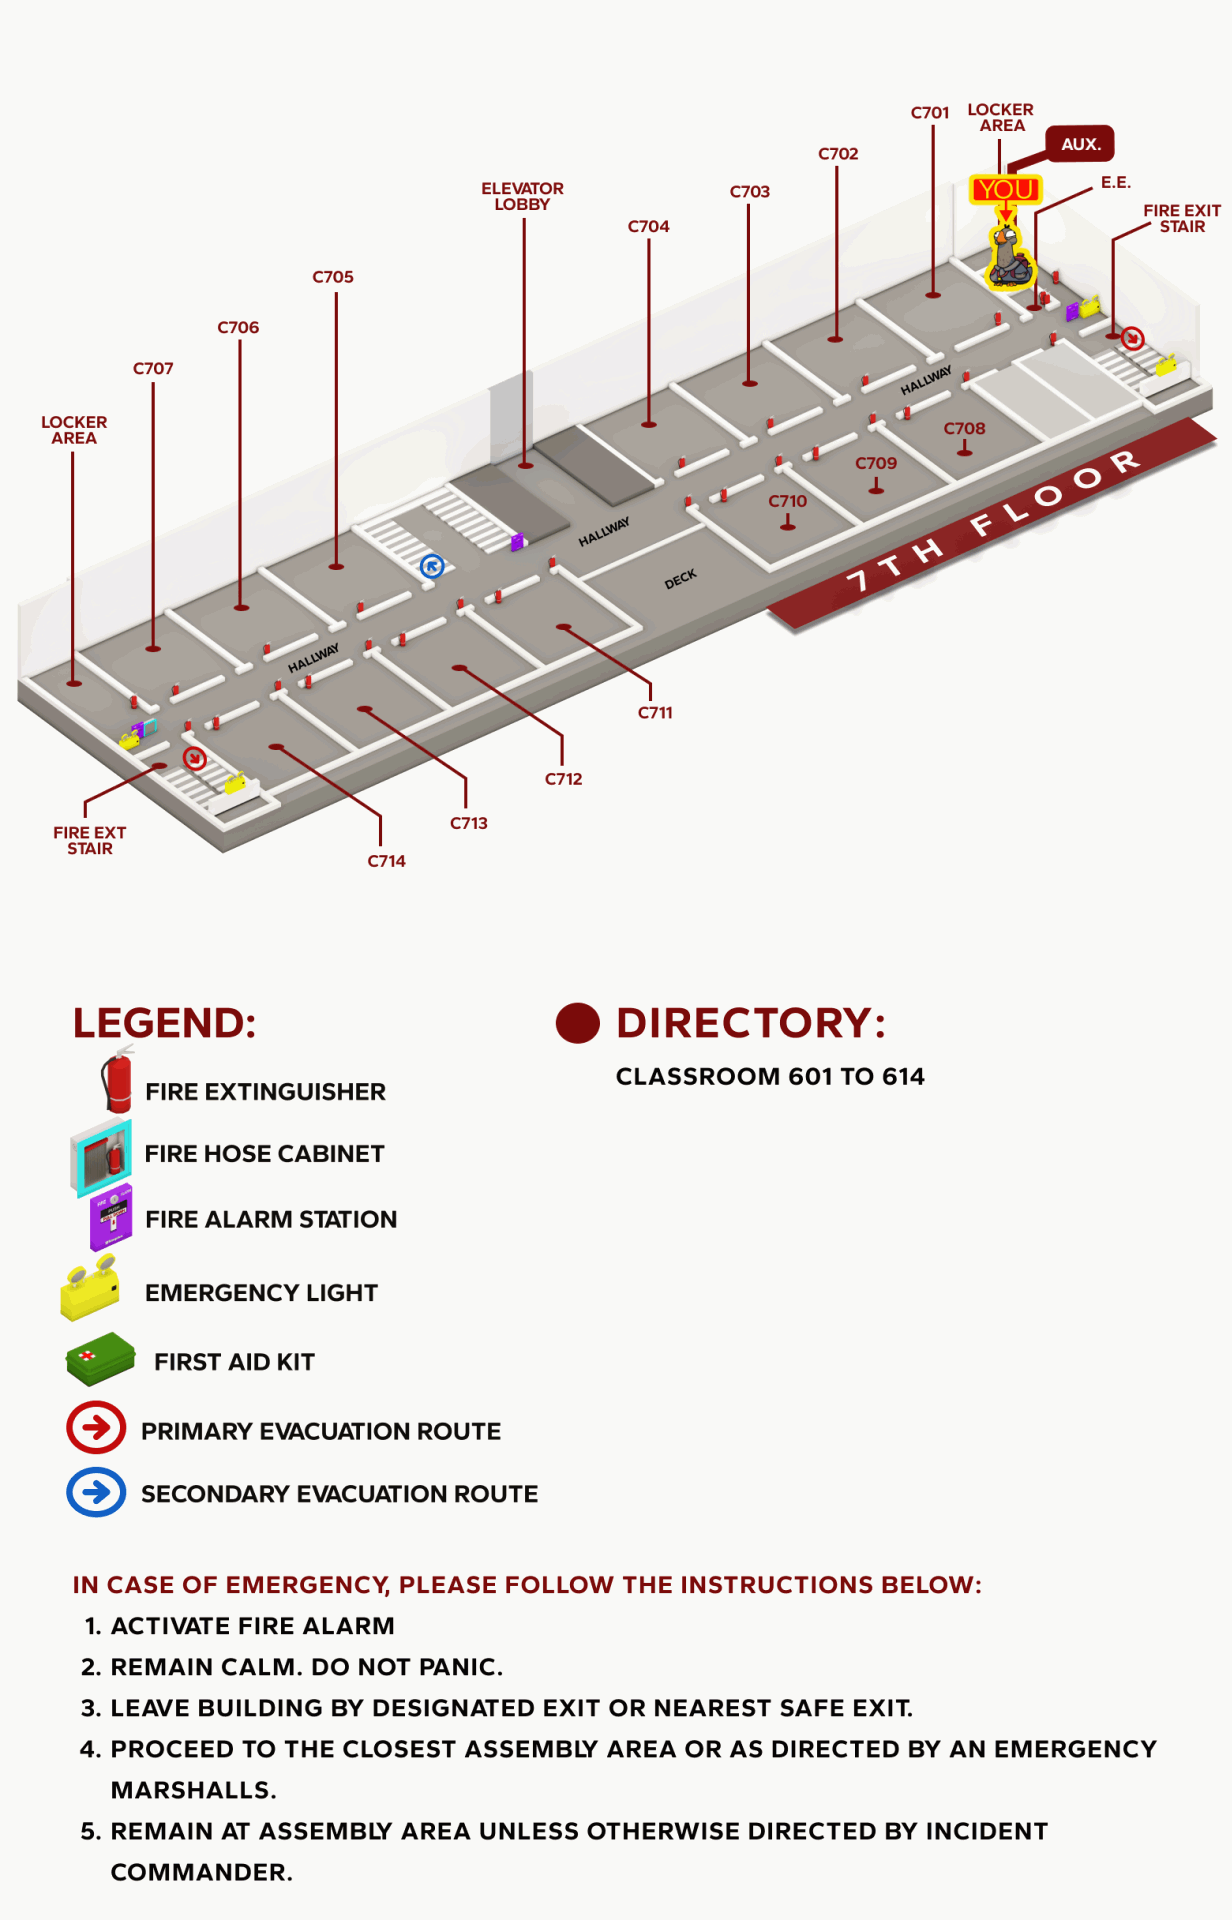 C701
LOCKER
AREA
AUX.
C702
YOU
E.E.
C703
ELEVATOR
LOBBY
FIRE EXIT
STAIR
C704
C705
C706
C707
LOCKER
AREA
HALLWAY
C708
C709
C710
HALLWAY
DECK
7TH FLOOR
HALLWAY
C711
C712
C713
C714
FIRE EXT
STAIR
LEGEND:
FIRE EXTINGUISHER
FIRE HOSE CABINET
FIRE ALARM STATION
EMERGENCY LIGHT
FIRST AID KIT
PRIMARY EVACUATION ROUTE
SECONDARY EVACUATION ROUTE
DIRECTORY:
CLASSROOM 601 TO 614
IN CASE OF EMERGENCY, PLEASE FOLLOW THE INSTRUCTIONS BELOW:
1. ACTIVATE FIRE ALARM
2. REMAIN CALM. DO NOT PANIC.
3. LEAVE BUILDING BY DESIGNATED EXIT OR NEAREST SAFE EXIT.
4. PROCEED TO THE CLOSEST ASSEMBLY AREA OR AS DIRECTED BY AN EMERGENCY
MARSHALLS.
5. REMAIN AT ASSEMBLY AREA UNLESS OTHERWISE DIRECTED BY INCIDENT
COMMANDER.